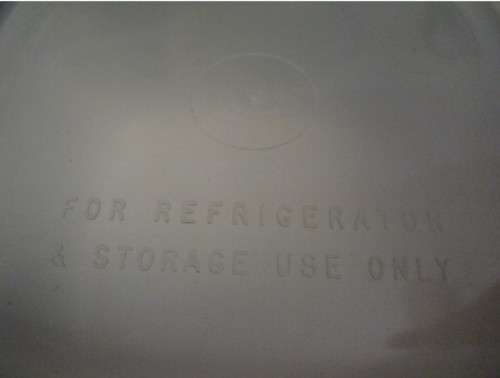 FOR REFRIGERATOR
& STORAGE USE ONLY